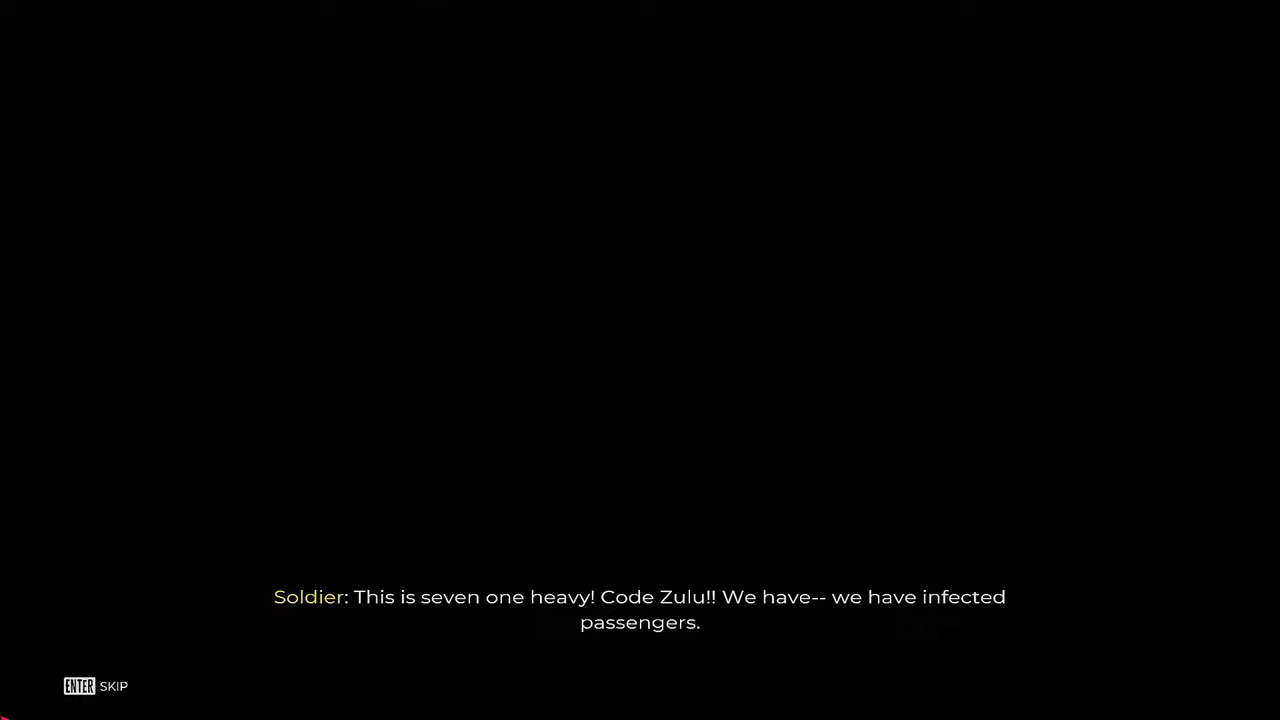 Soldier: This is seven one heavy! Code Zulu!! We have-- we have infected
passengers.
ENTER SKIP